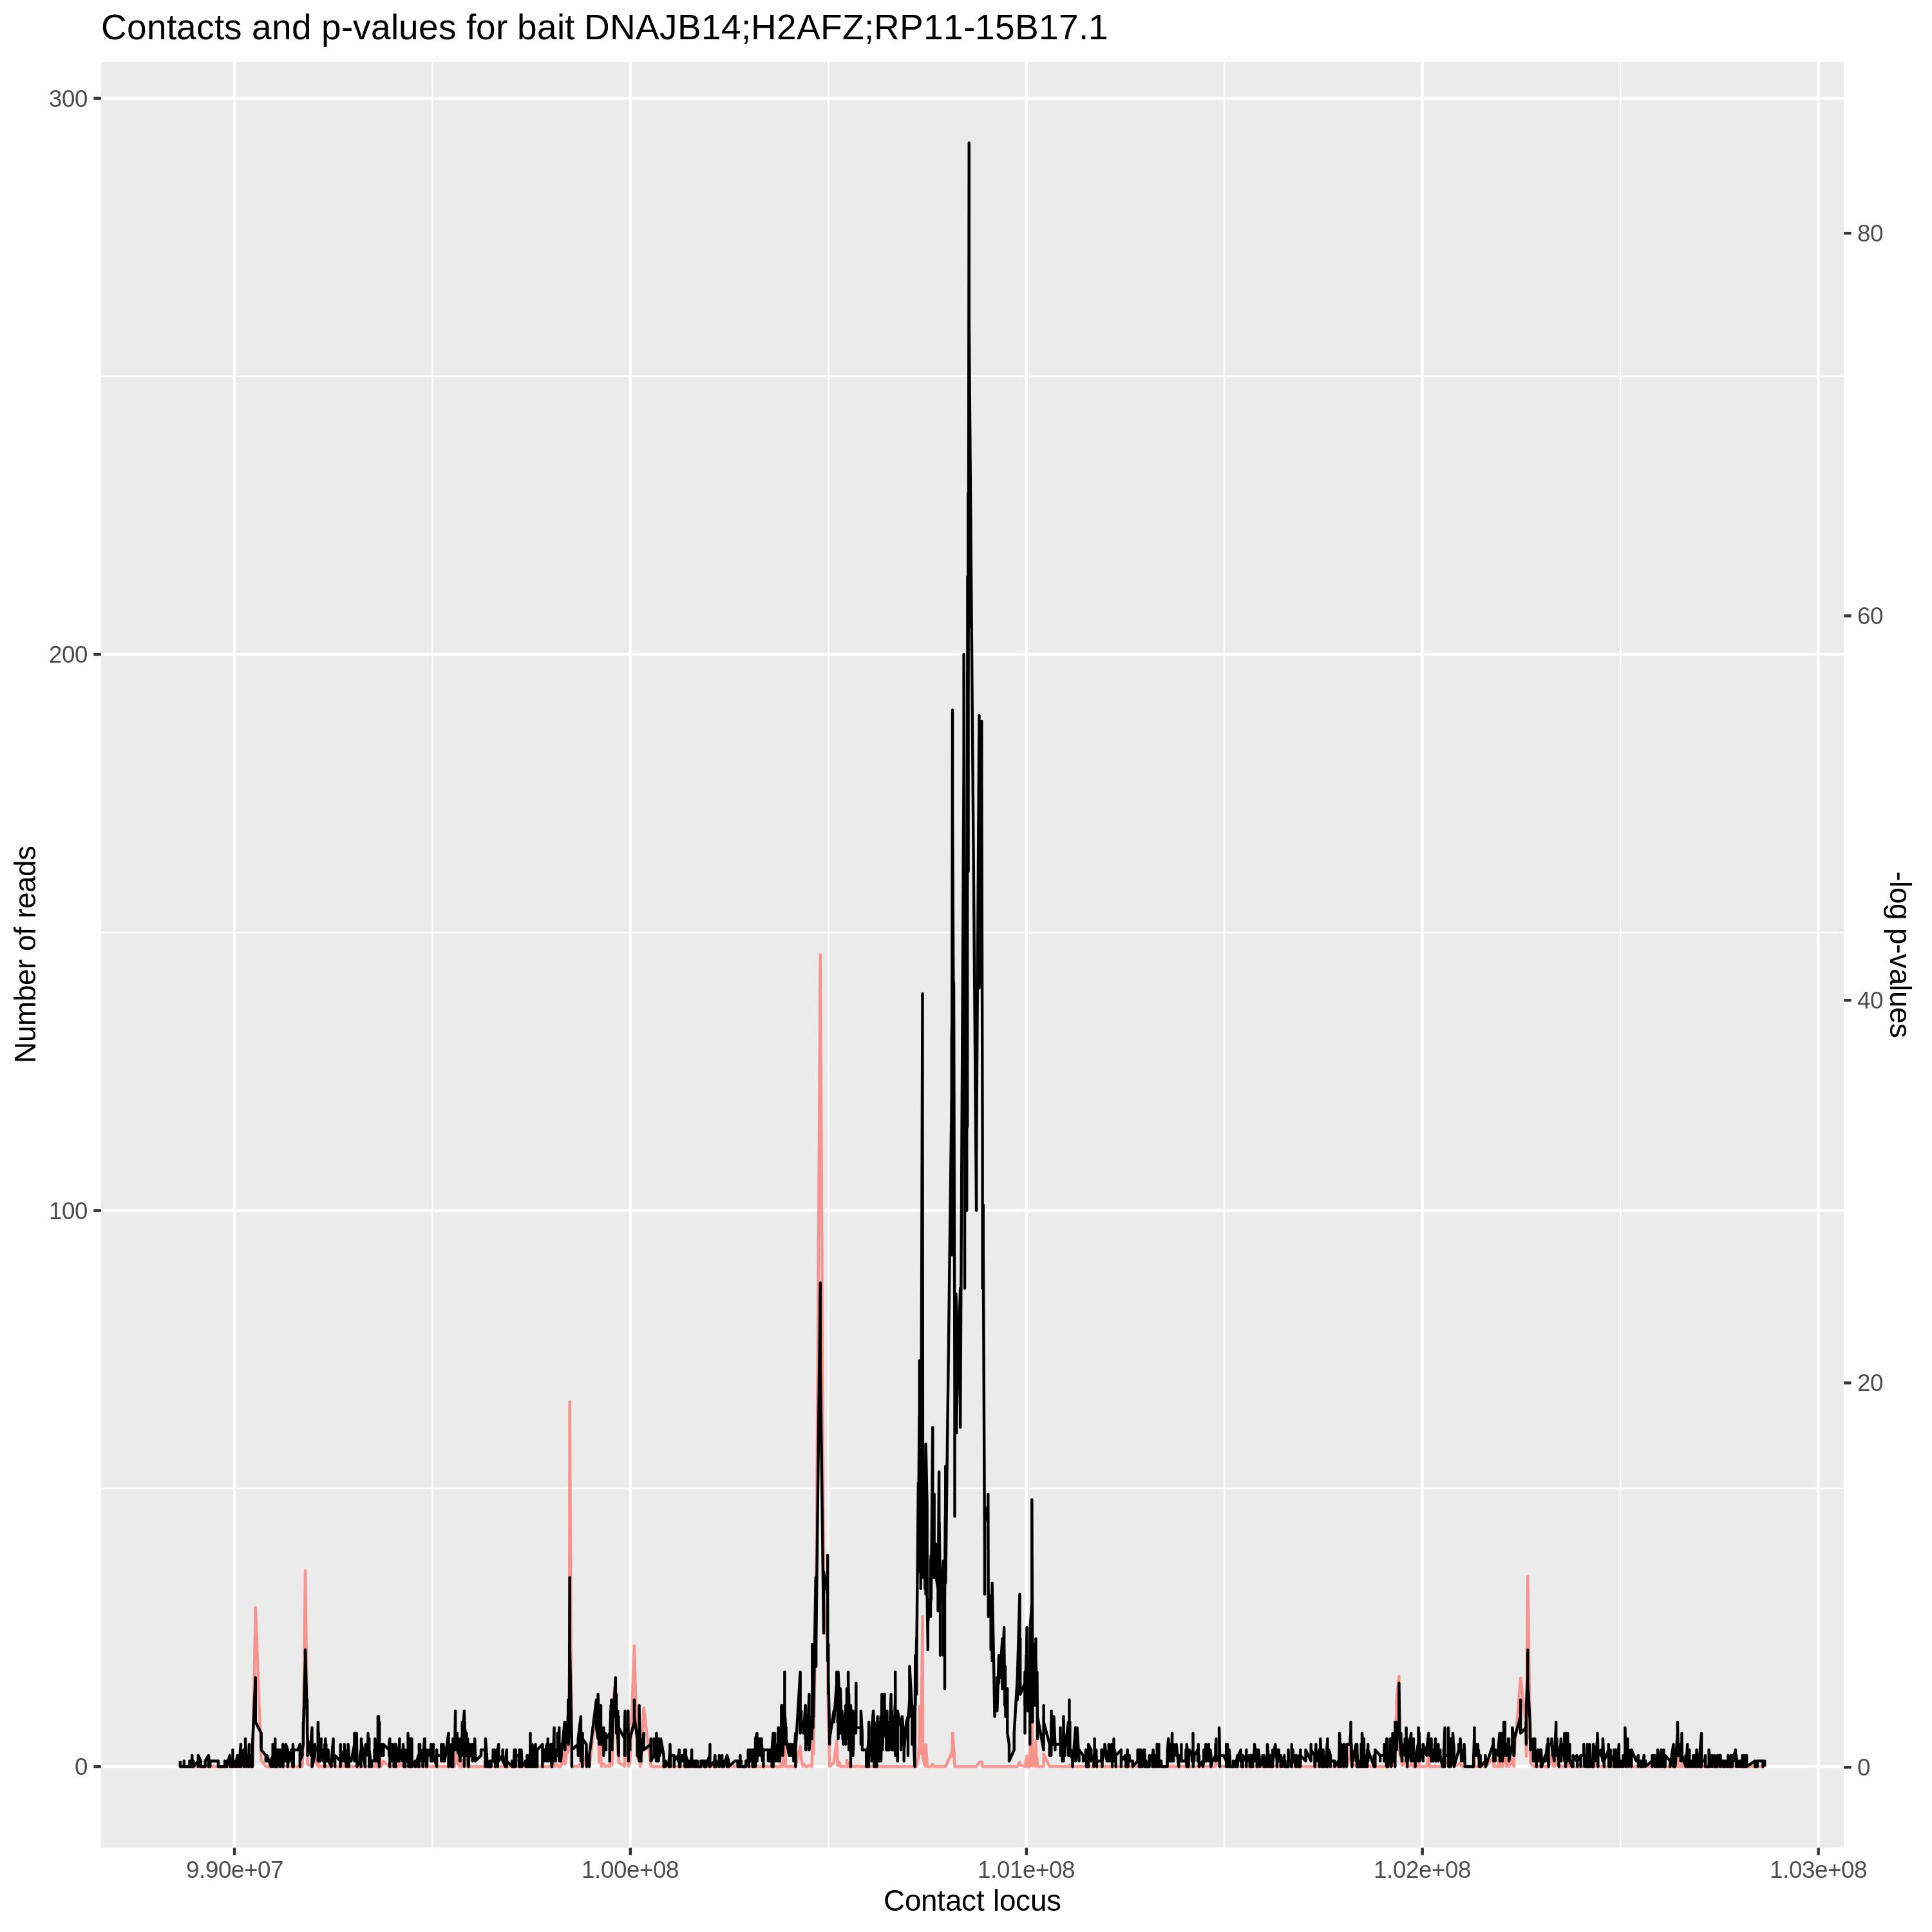 Contacts and p-values for bait DNAJB14;H2AFZ;RP11-15B17.1
300
200
100
0
Number of reads
80
60
40
20
0
-log p-values
9.90e+07 1.00e+08 1.01e+08 1.02e+08 1.03e+08
Contact locus